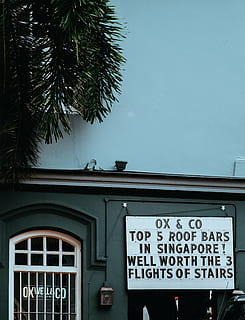 OX & CO
TOP 5 ROOF BARS
IN SINGAPORE!
WELL WORTH THE 3
FLIGHTS OF STAIRS
OX
& CO